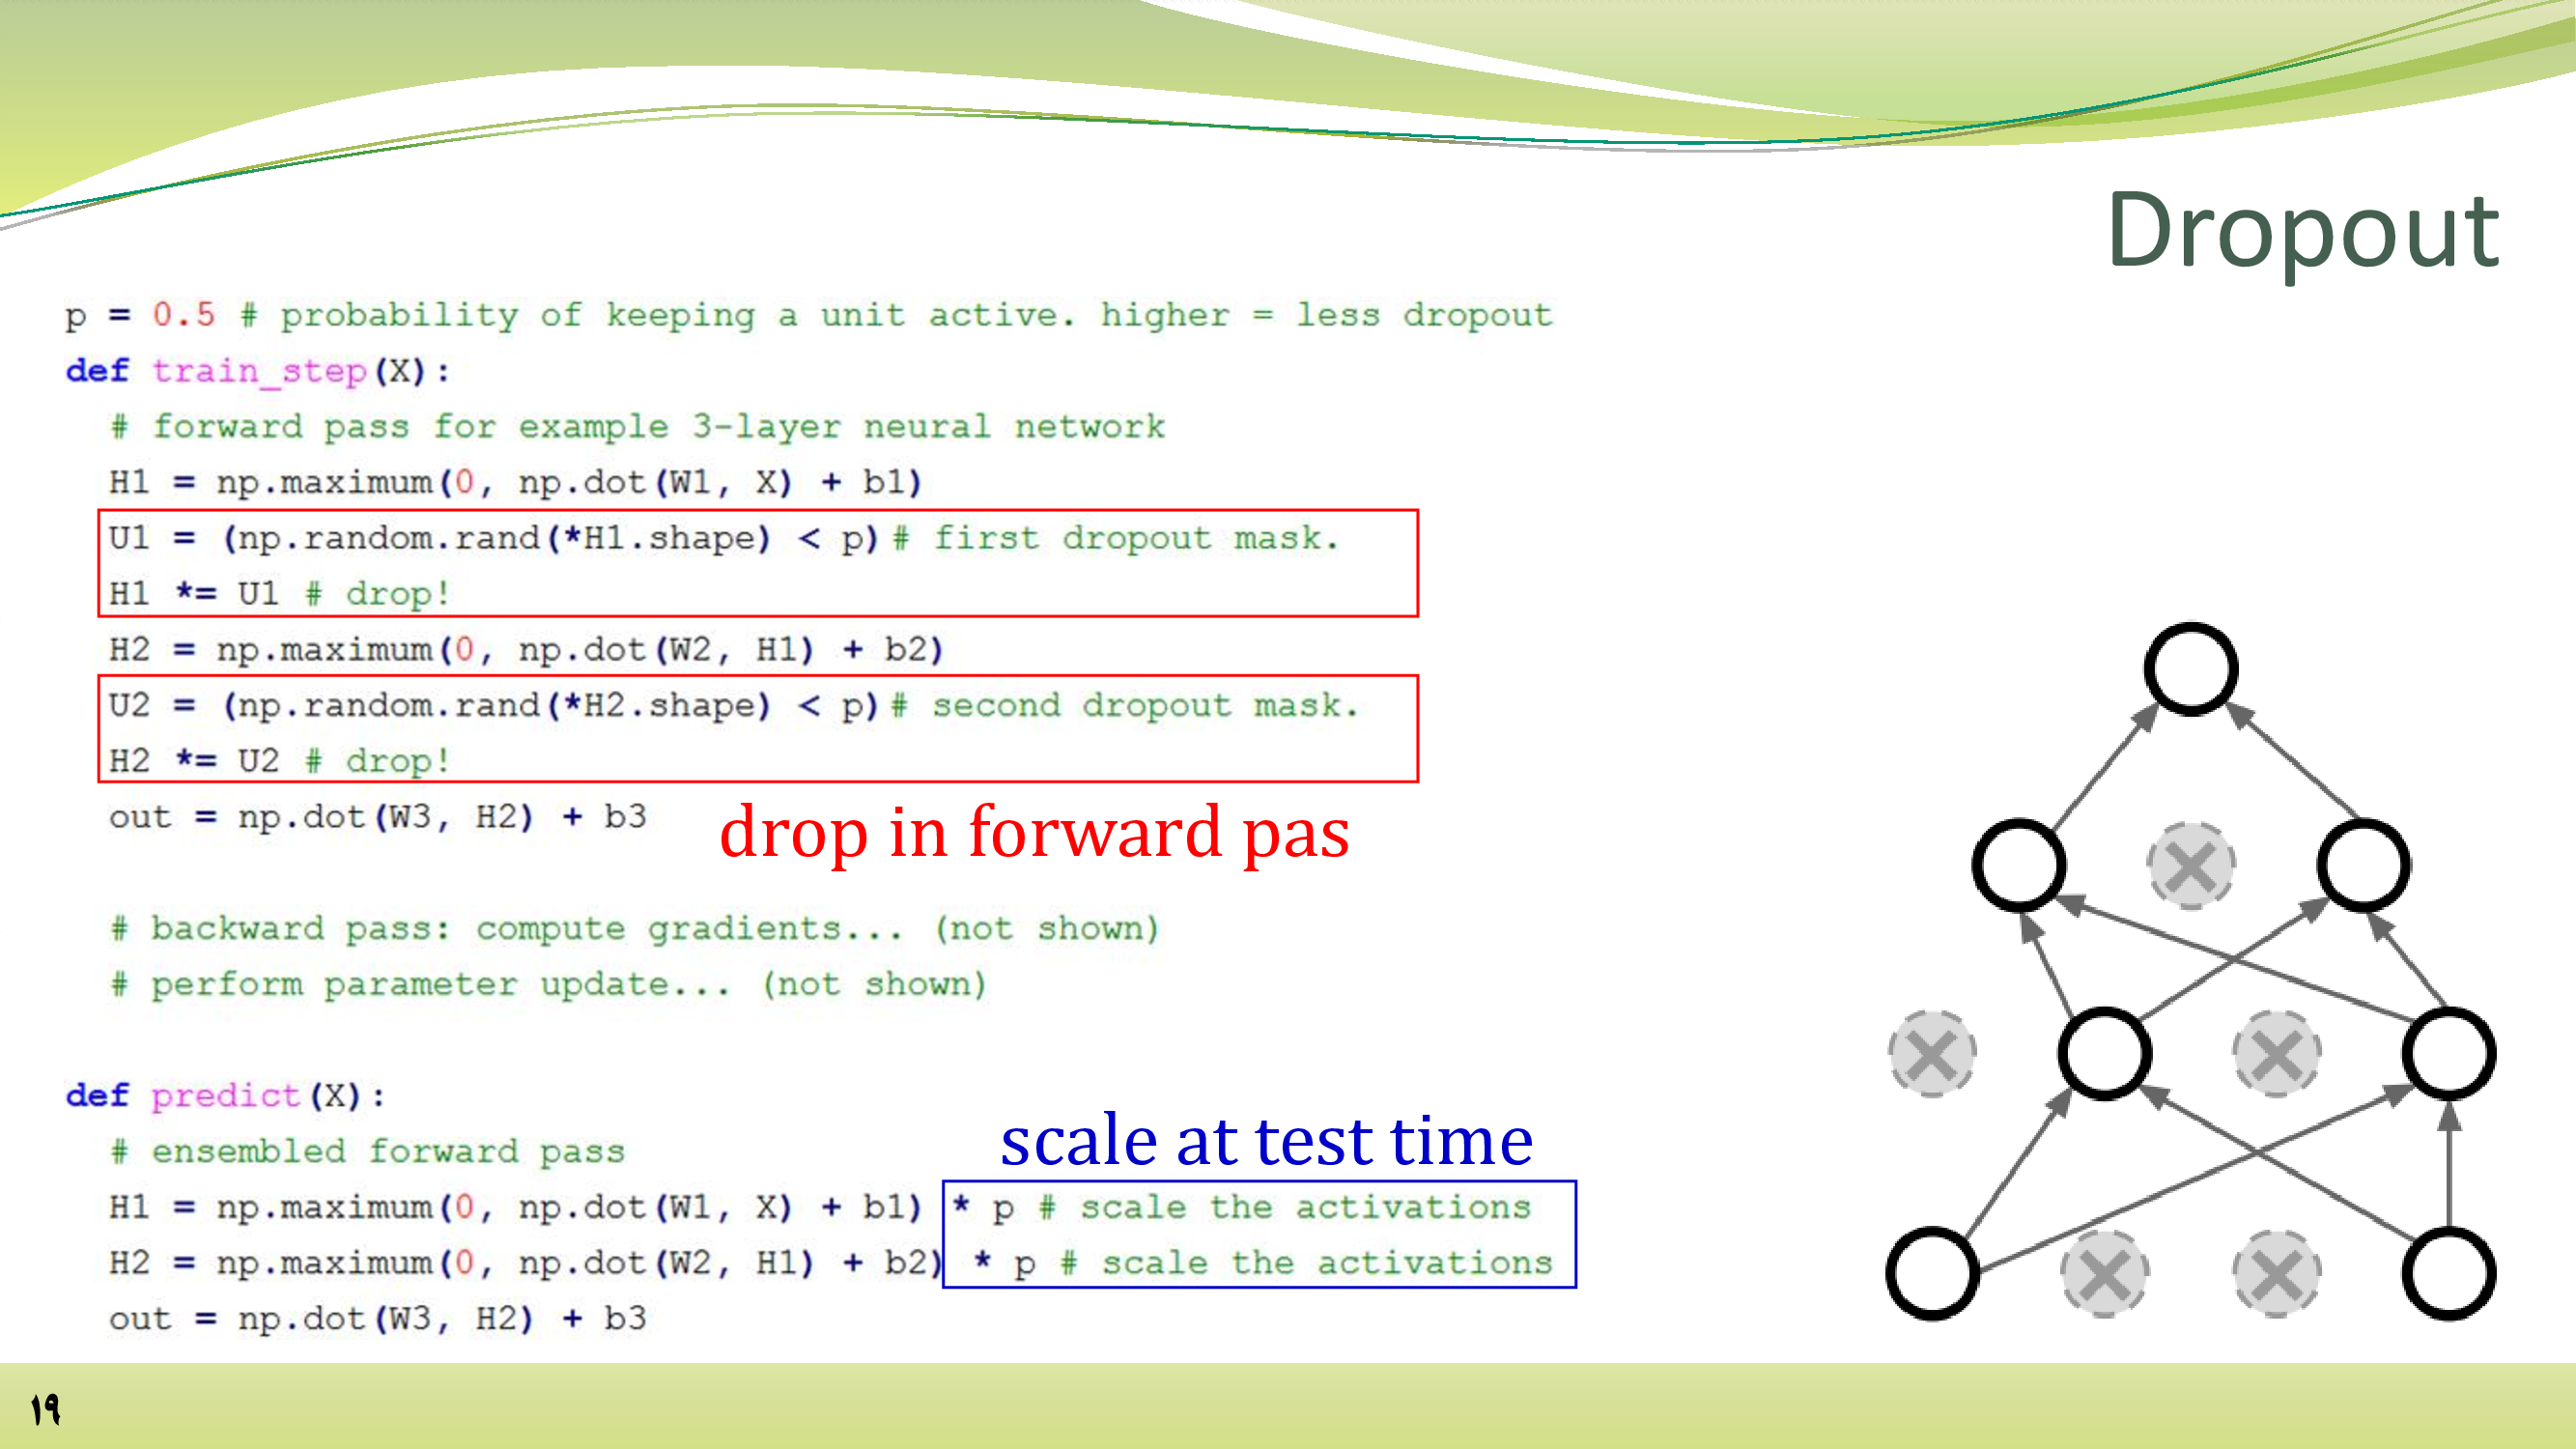 Dropout
p = 0.5 # probability of keeping a unit active. higher = less dropout
def train_step(X):
# forward pass for example 3-layer neural network
H1 = np.maximum(0, np.dot(W1, X) + b1)
U1 = (np.random.rand(*H1.shape) < p) # first dropout mask.
H1 *= U1 # drop!
H2 = np.maximum(0, np.dot(W2, H1) + b2)
U2 = (np.random.rand(*H2.shape) < p) # second dropout mask.
H2 *= U2 # drop!
out = np.dot(W3, H2) + b3
drop in forward pas
# backward pass: compute gradients... (not shown)
# perform parameter update... (not shown)
def predict(X):
# ensembled forward pass
scale at test time
H1 = np.maximum(0, np.dot(W1, X) + b1) * p # scale the activations
H2 = np.maximum(0, np.dot(W2, H1) + b2) * p # scale the activations
out = np.dot(W3, H2) + b3
۱۹